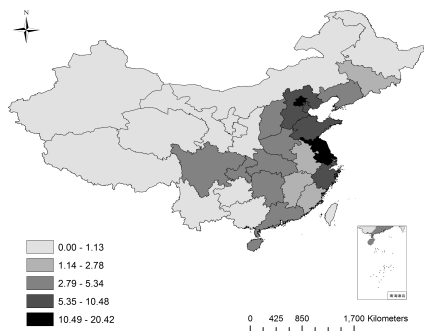 N
0.00 - 1.13
1.14 - 2.78
2.79 - 5.34
5.35 - 10.48
10.49 - 20.42
0 425 850 1,700 Kilometers